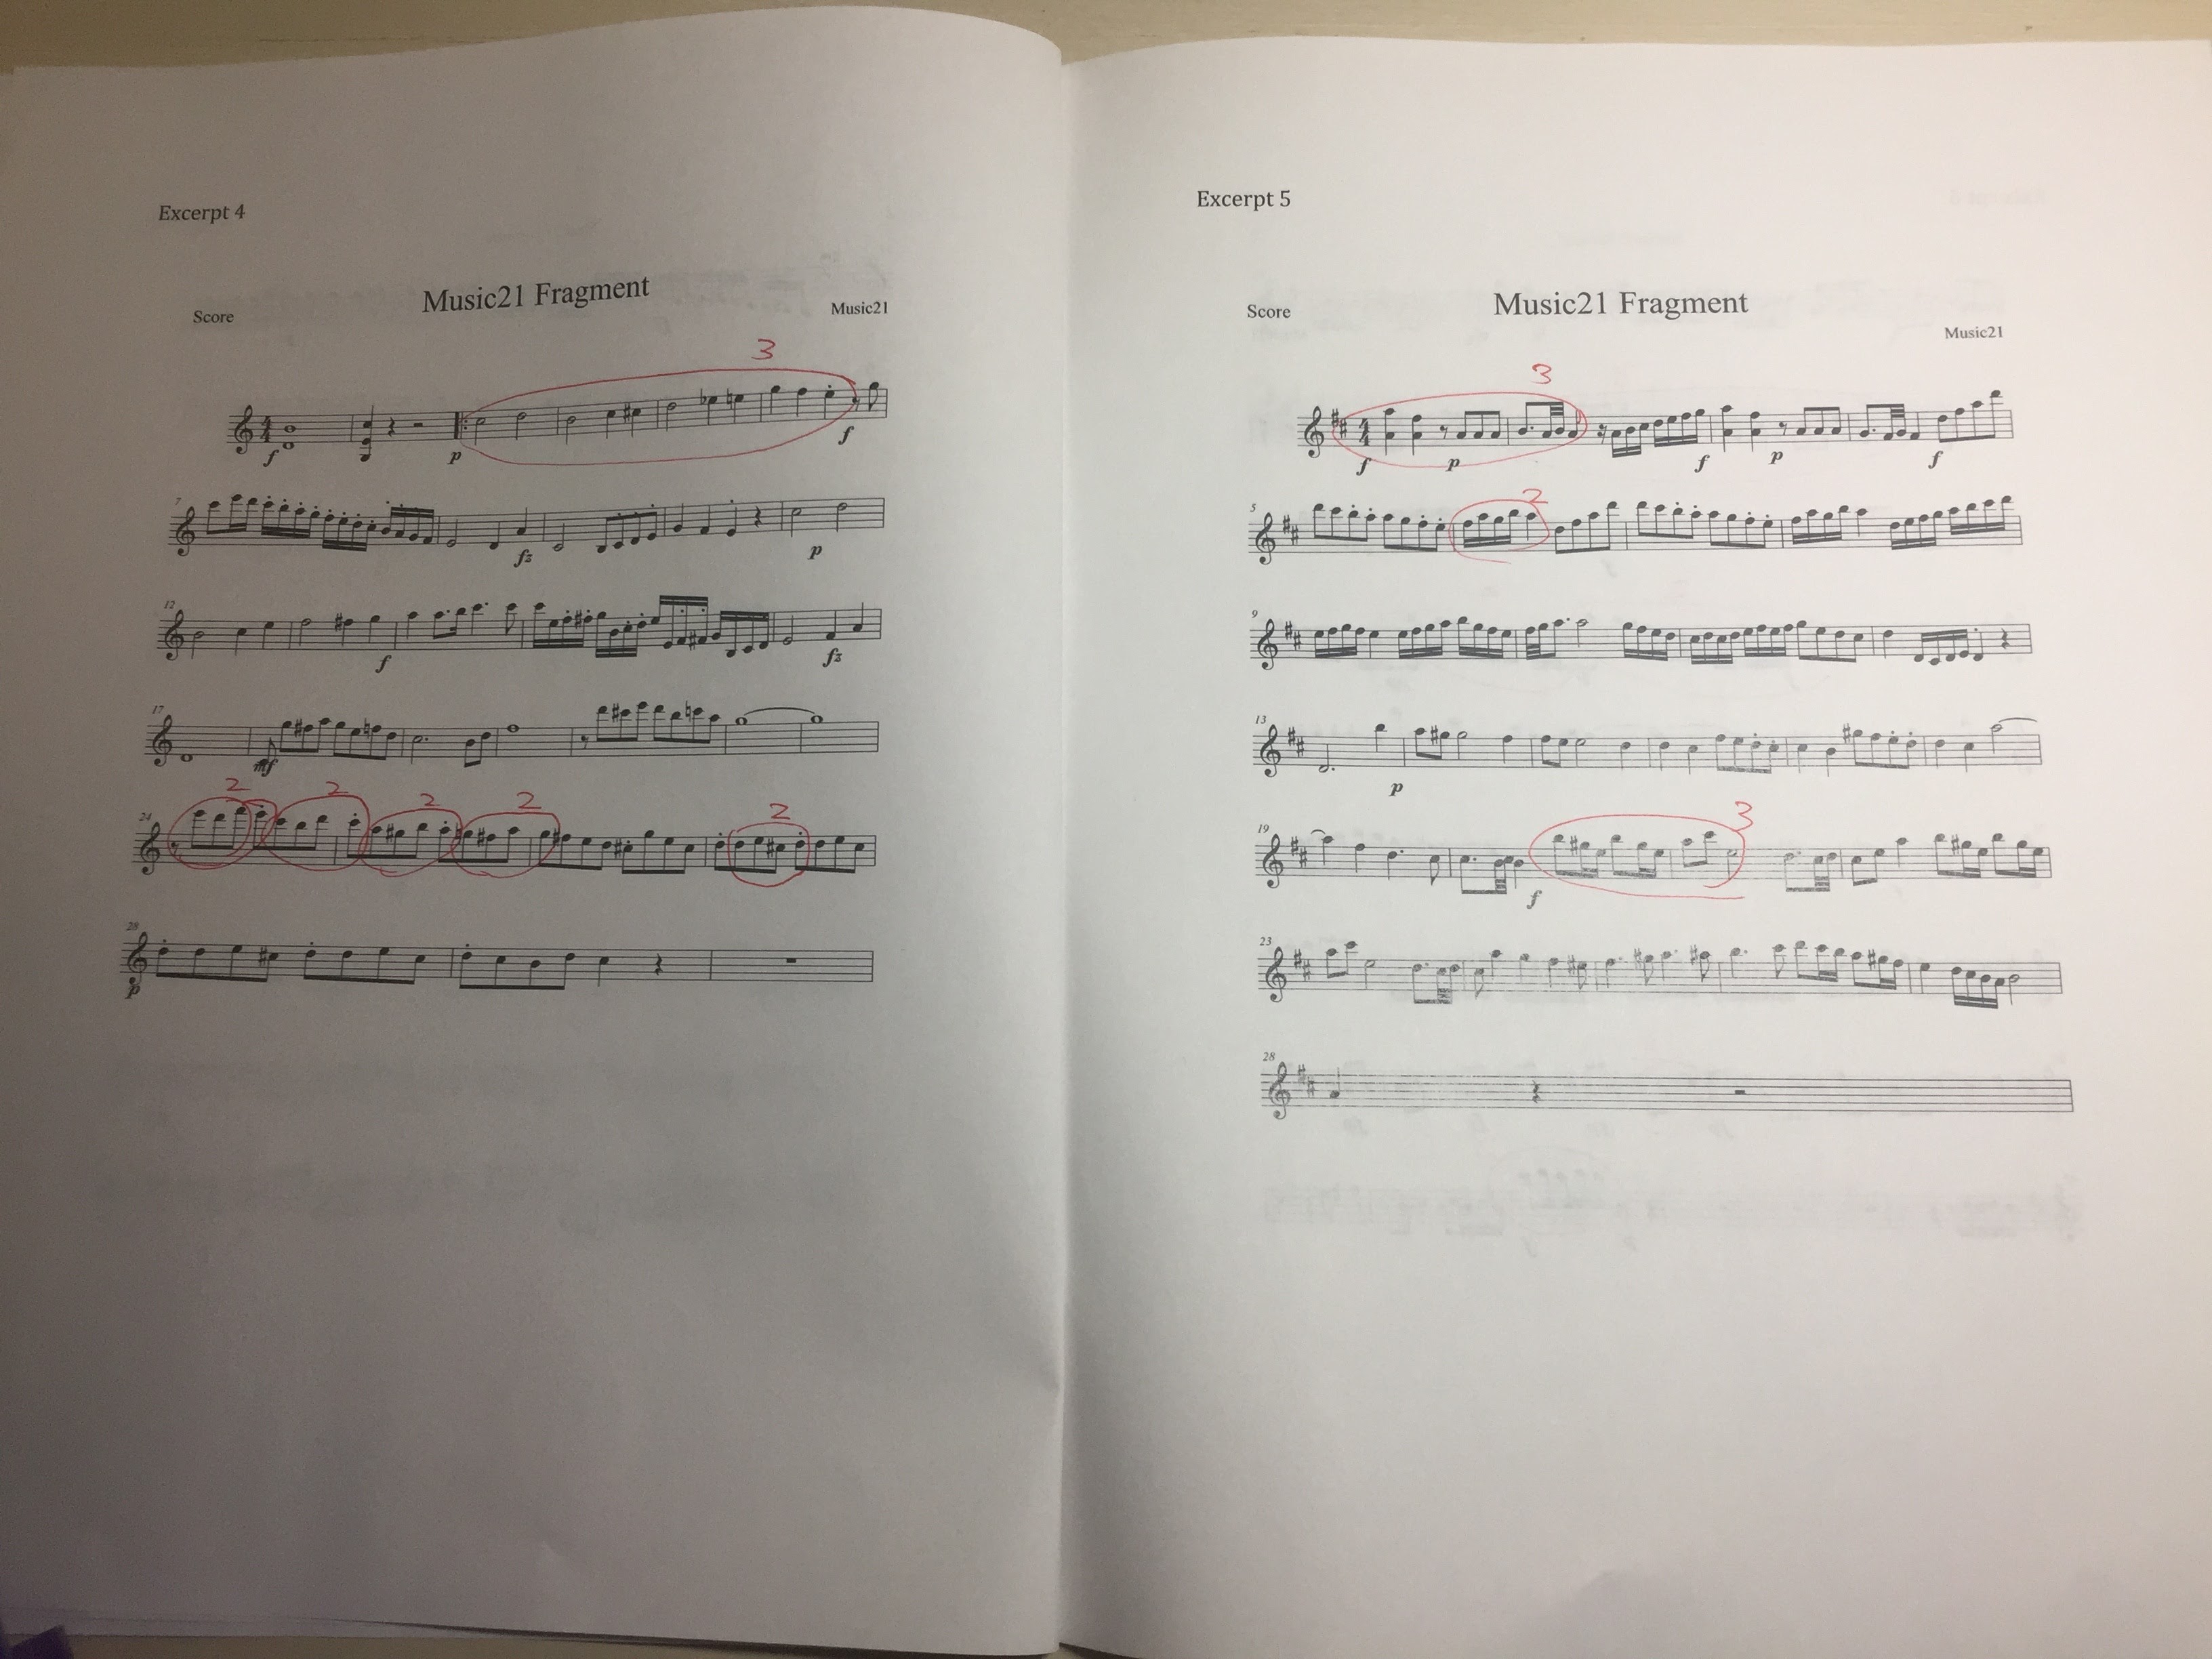 Excerpt 4
Music21 Fragment
Score
Music21
3
f
p
f
7
fz
p
12
f
fz
17
mf
2 2 2 2 2
24
28
p
Excerpt 5
Music21 Fragment
Score
Music21
3
f p f p f
5
2
9
13
p
19
3
f
23
28